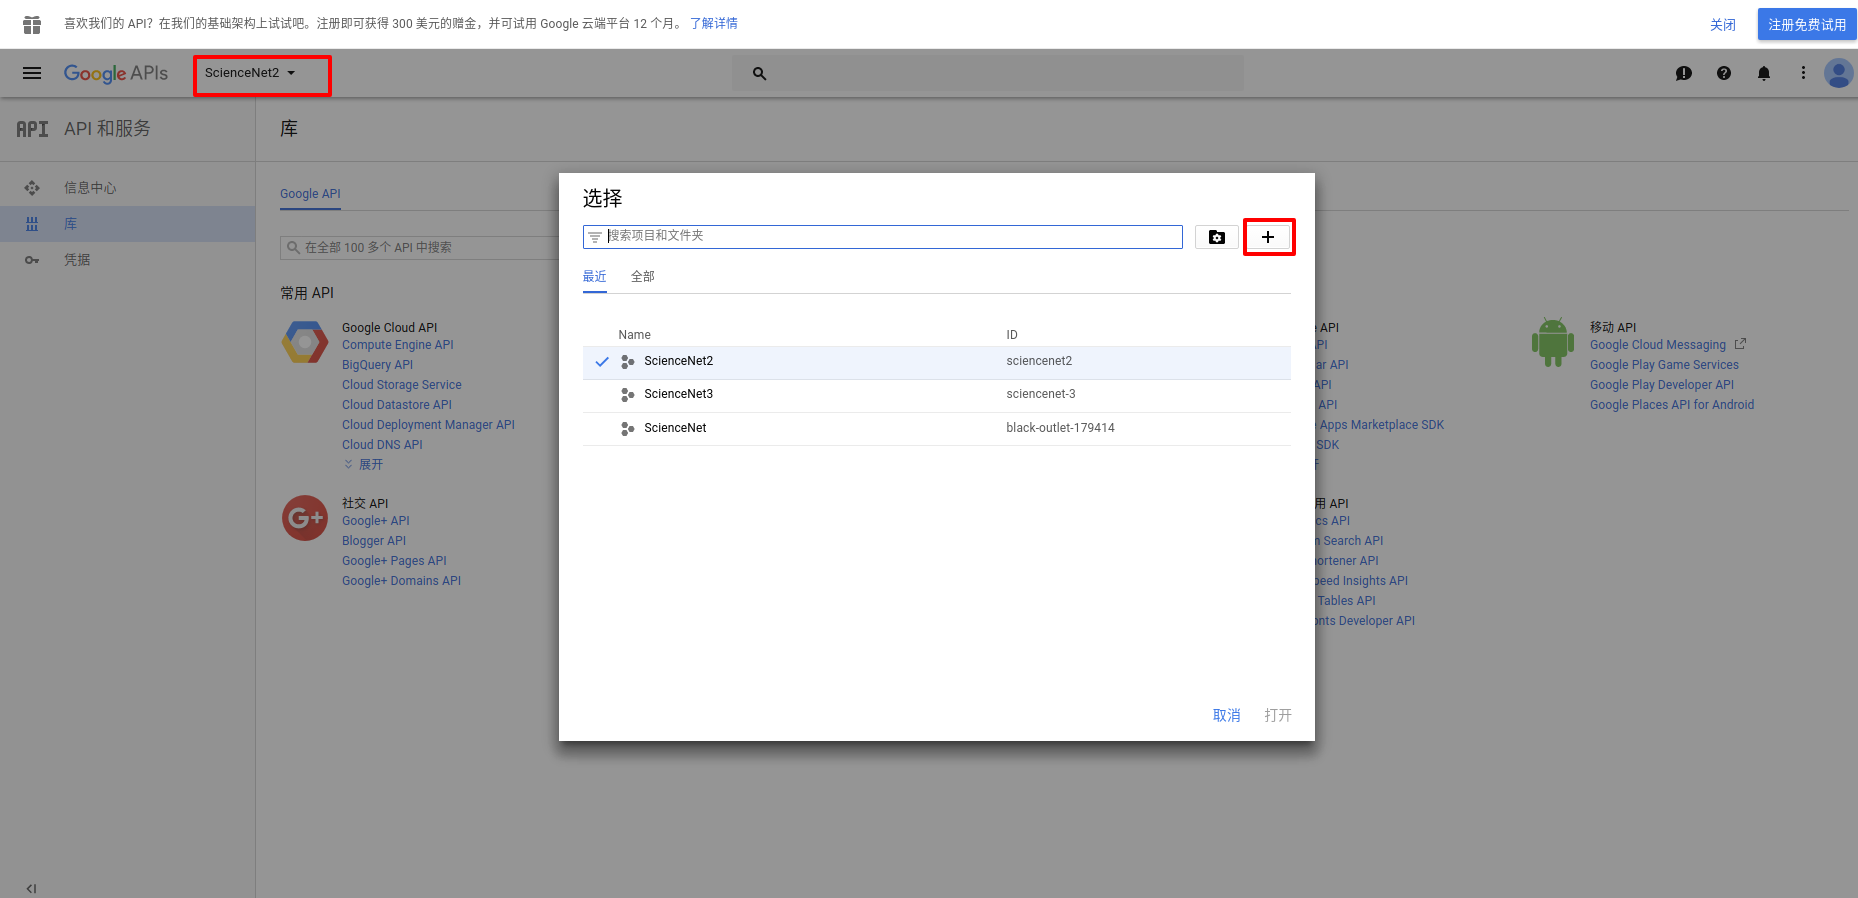 喜欢我们的 API？在我们的基础架构上试试吧。注册即可获得 300 美元的赠金，并可试用 Google 云端平台 12 个月。 了解详情
关闭
注册免费试用
Google APIs
ScienceNet2
API API 和服务
库
信息中心
库
凭据
Google API
在全部 100 多个 API 中搜索
常用 API
Google Cloud API
Compute Engine API
BigQuery API
Cloud Storage Service
Cloud Datastore API
Cloud Deployment Manager API
Cloud DNS API
展开
社交 API
Google+ API
Blogger API
Google+ Pages API
Google+ Domains API
选择
搜索项目和文件夹
最近 全部
Name ID
ScienceNet2 sciencenet2
ScienceNet3 sciencenet-3
ScienceNet black-outlet-179414
取消 打开
API
API
API
Apps Marketplace SDK
SDK
用 API
cs API
Search API
ortener API
peed Insights API
Tables API
onts Developer API
移动 API
Google Cloud Messaging
Google Play Game Services
Google Play Developer API
Google Places API for Android